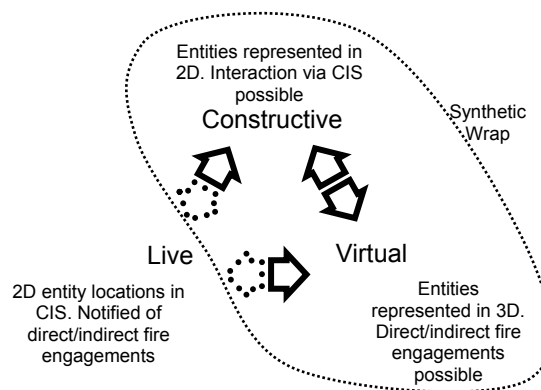 Entities represented in
2D. Interaction via CIS
possible
Constructive
Synthetic
Wrap
Live
Virtual
2D entity locations in
CIS. Notified of
direct/indirect fire
engagements
Entities
represented in 3D.
Direct/indirect fire
engagements
possible